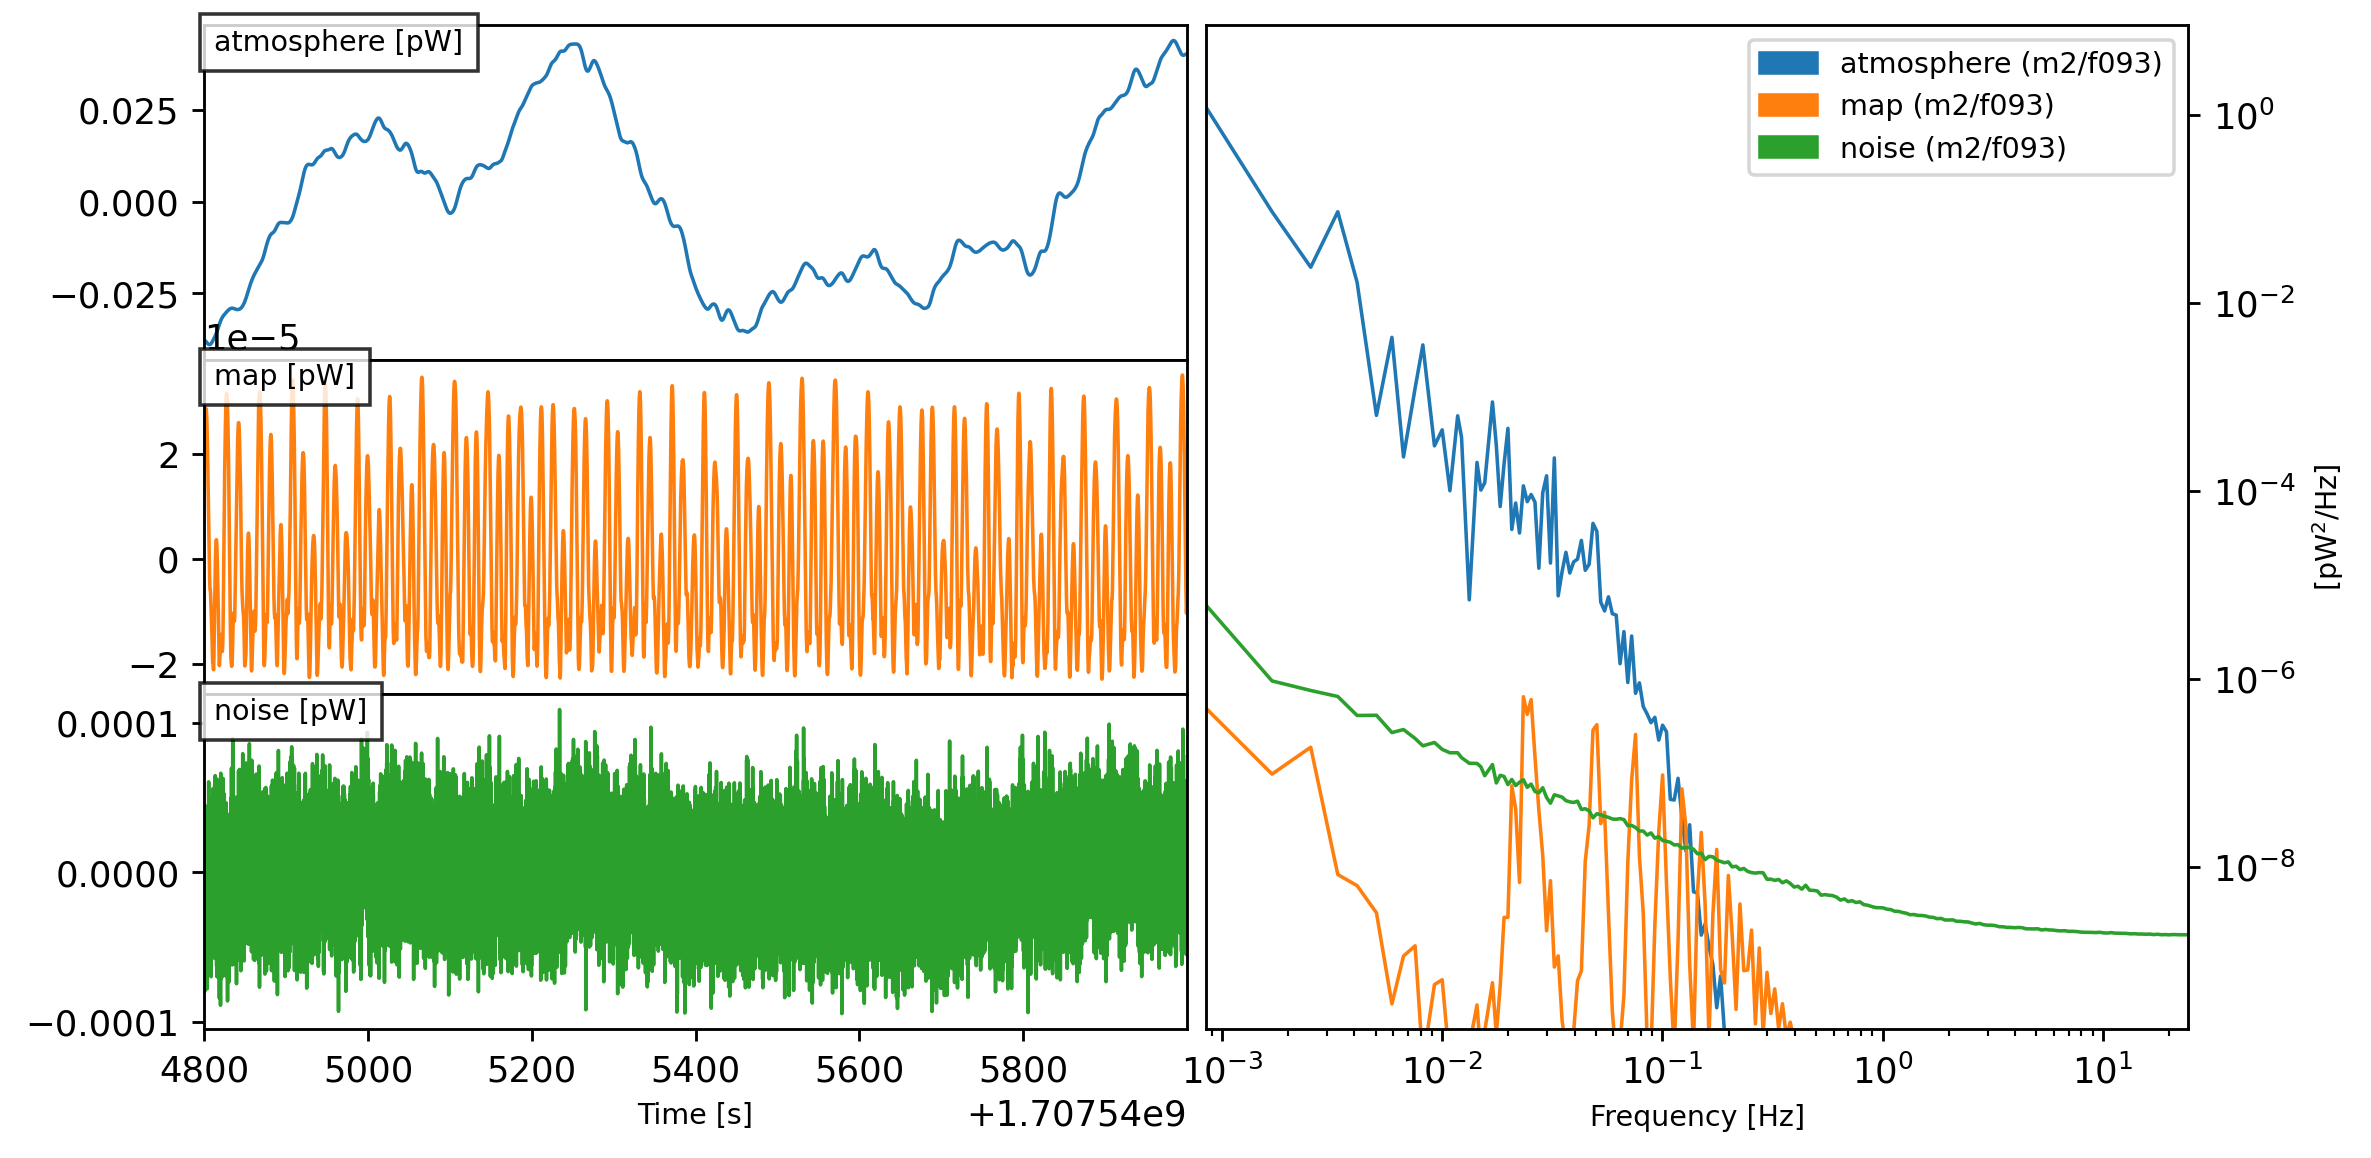 atmosphere [pW]
0.025
0.000
−0.025
1e−5
map [pW]
2
0
−2
noise [pW]
0.0001
0.0000
−0.0001
4800 5000 5200 5400 5600 5800
Time [s]
+1.70754e9
atmosphere (m2/f093)
map (m2/f093)
noise (m2/f093)
10⁰
10⁻²
10⁻⁴
10⁻⁶
10⁻⁸
[pW²/Hz]
10⁻³ 10⁻² 10⁻¹ 10⁰ 10¹
Frequency [Hz]